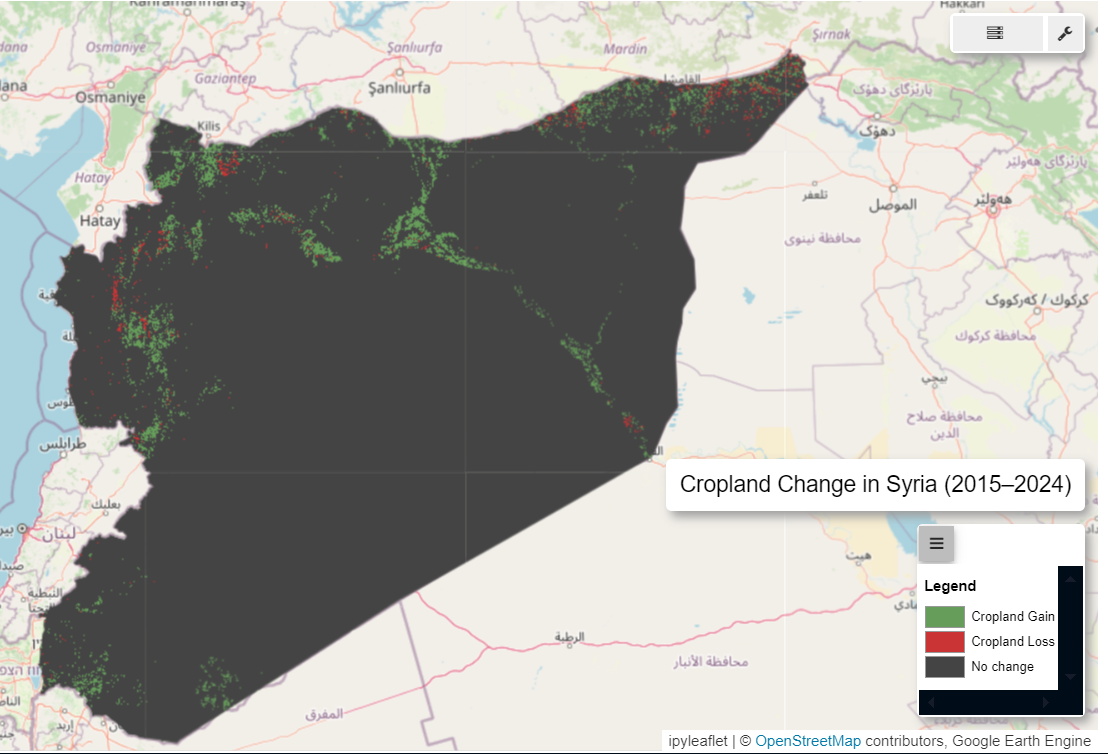 Kahramanmaraş
Hakkari
Şırnak
Osmaniye
Şanlıurfa
Mardin
Gaziantep
Osmaniye
Şanlıurfa
القامشلي
پارێزگای دهۆک
Kilis
دهۆک
Hatay
پارێزگای هەولێر
Hatay
تلعفر
الموصل
هەولێر
محافظة نينوى
كركوك / کەرکووک
محافظة كركوك
بيجي
طرابلس
محافظة صلاح
الدين
Cropland Change in Syria (2015–2024)
بعلبك
لبنان
هيت
النبطية
Legend
Cropland Gain
Cropland Loss
No change
الرطبة
محافظة الأنبار
المفرق
إربد
ipyleaflet | © OpenStreetMap contributors, Google Earth Engine